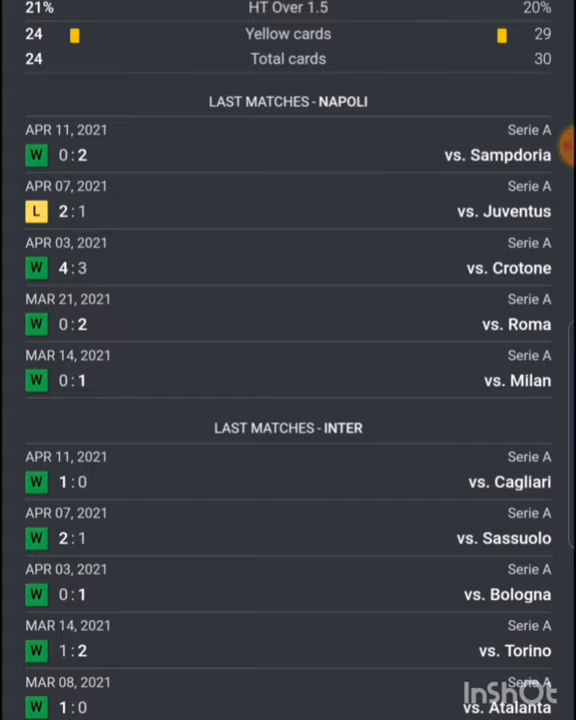 21% HT Over 1.5 20%
24 Yellow cards 29
24 Total cards 30
LAST MATCHES - NAPOLI
APR 11, 2021 Serie A
W 0 : 2 vs. Sampdoria
APR 07, 2021 Serie A
L 2 : 1 vs. Juventus
APR 03, 2021 Serie A
W 4 : 3 vs. Crotone
MAR 21, 2021 Serie A
W 0 : 2 vs. Roma
MAR 14, 2021 Serie A
W 0 : 1 vs. Milan
LAST MATCHES - INTER
APR 11, 2021 Serie A
W 1 : 0 vs. Cagliari
APR 07, 2021 Serie A
W 2 : 1 vs. Sassuolo
APR 03, 2021 Serie A
W 0 : 1 vs. Bologna
MAR 14, 2021 Serie A
W 1 : 2 vs. Torino
MAR 08, 2021 Serie A
W 1 : 0 vs. Atalanta
InShOt